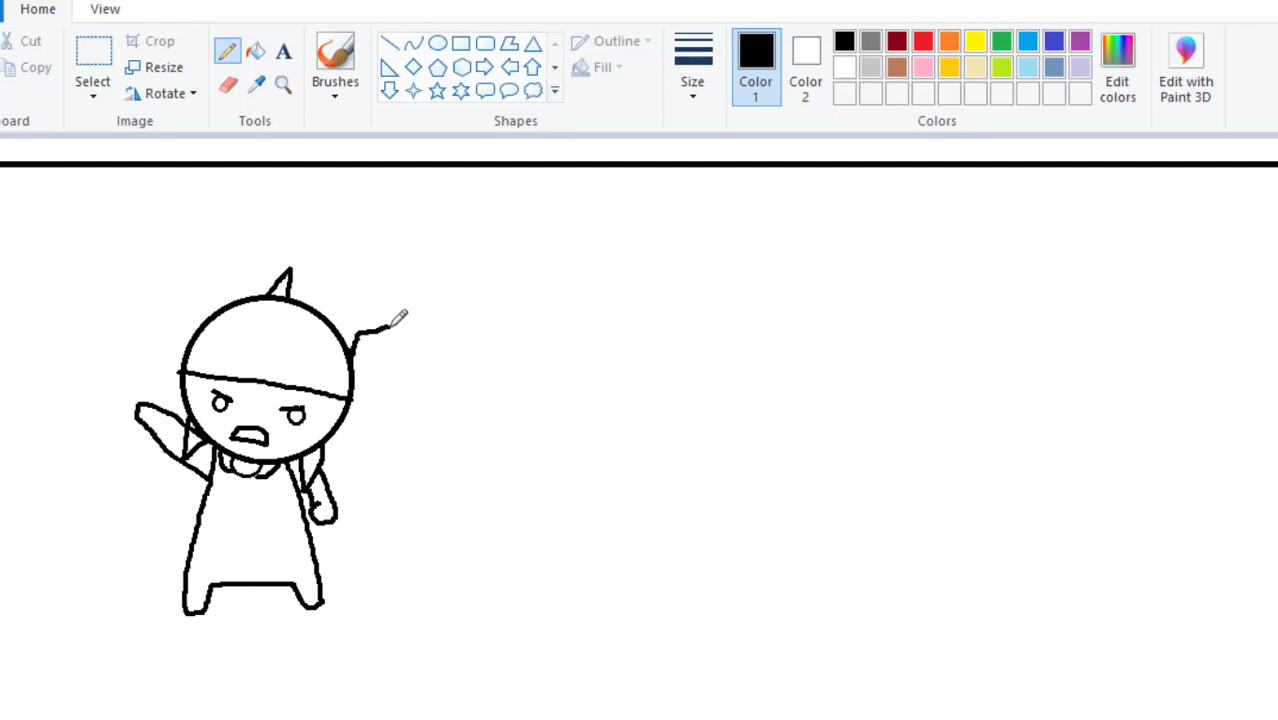 Home View
Cut Crop Outline
Copy Select Resize Brushes Fill Size Color 1 Color 2 Edit colors Edit with Paint 3D
Rotate
oard Image Tools Shapes Colors